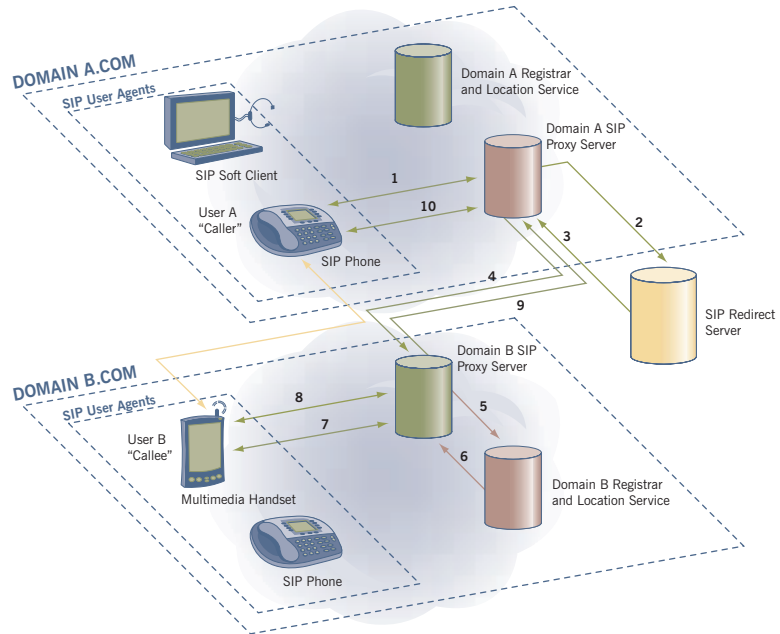 DOMAIN A.COM
SIP User Agents
SIP Soft Client
User A
“Caller”
SIP Phone
Domain A Registrar
and Location Service
Domain A SIP
Proxy Server
1
10
2
3
4
9
SIP Redirect
Server
DOMAIN B.COM
SIP User Agents
User B
“Callee”
Multimedia Handset
SIP Phone
Domain B SIP
Proxy Server
8
7
5
6
Domain B Registrar
and Location Service